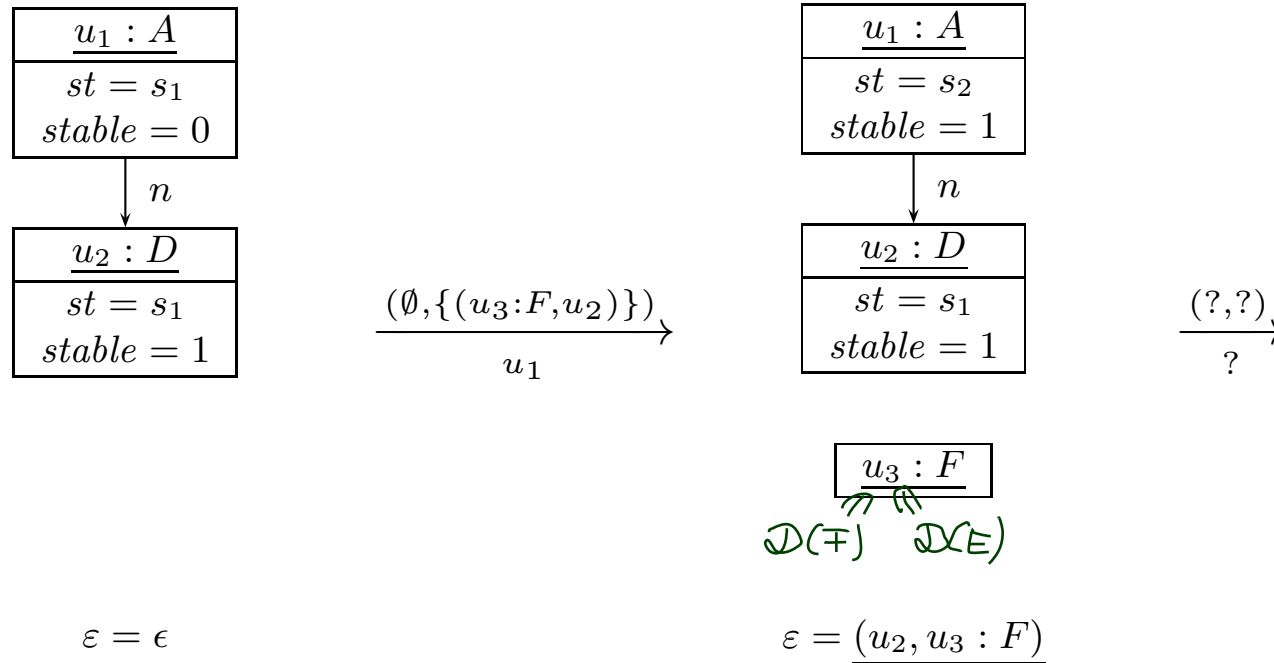 u₁ : A
st = s₁
stable = 0
n
u₂ : D
st = s₁
stable = 1
ε = ϵ
(∅,{(u₃:F,u₂)})
u₁
u₁ : A
st = s₂
stable = 1
n
u₂ : D
st = s₁
stable = 1
u₃ : F
𝒟(F) 𝒟(E)
ε = (u₂, u₃ : F)
(?,?)
?